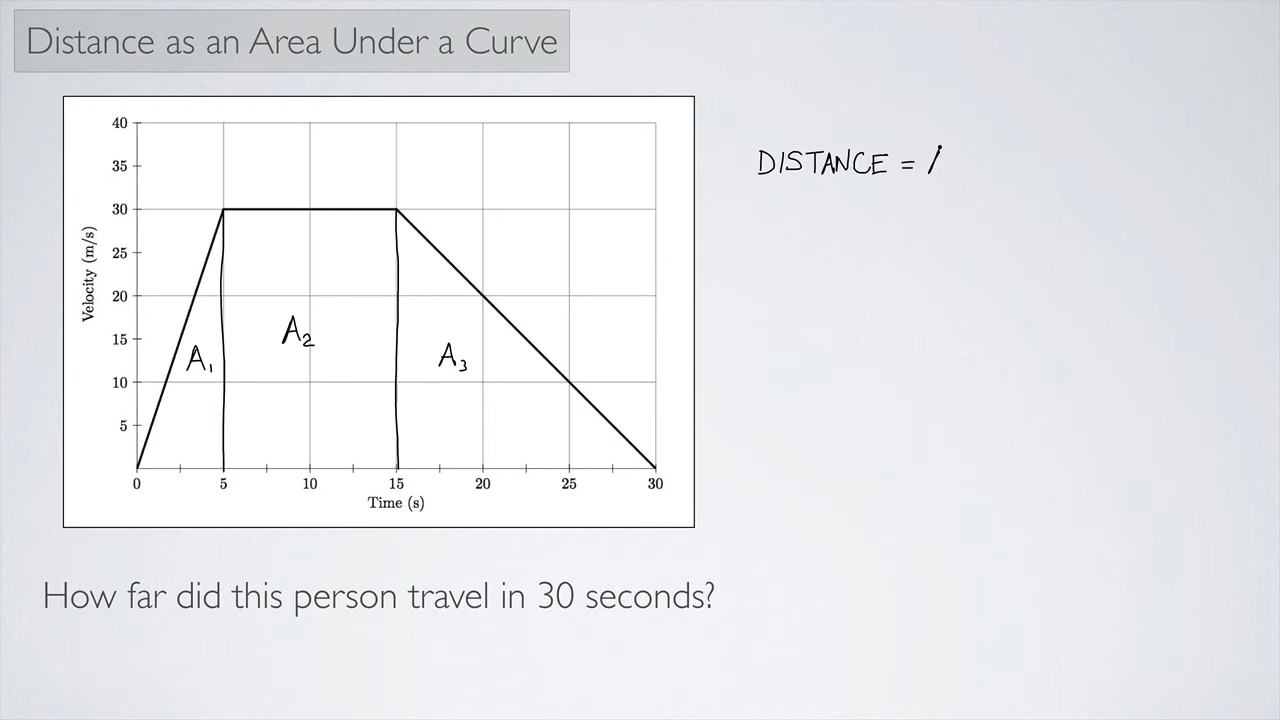 Distance as an Area Under a Curve
40
35
30
25
20
15
10
5
Velocity (m/s)
A₁
A₂
A₃
0 5 10 15 20 25 30
Time (s)
DISTANCE = /
How far did this person travel in 30 seconds?